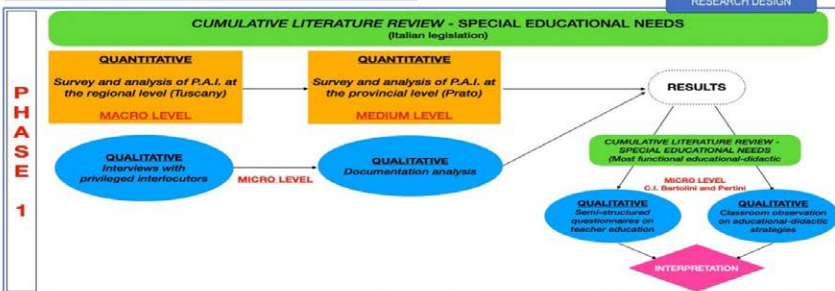 RESEARCH DESIGN
CUMULATIVE LITERATURE REVIEW - SPECIAL EDUCATIONAL NEEDS
(Italian legislation)
PHASE 1
QUANTITATIVE
Survey and analysis of P.A.I. at
the regional level (Tuscany)
MACRO LEVEL
QUANTITATIVE
Survey and analysis of P.A.I. at
the provincial level (Prato)
MEDIUM LEVEL
RESULTS
QUALITATIVE
Interviews with
privileged interlocutors
MICRO LEVEL
QUALITATIVE
Documentation analysis
CUMULATIVE LITERATURE REVIEW -
SPECIAL EDUCATIONAL NEEDS
(Most functional educational-didactic
MICRO LEVEL
C.I. Bartolini and Pertini
QUALITATIVE
Semi-structured
questionnaires on
teacher education
QUALITATIVE
Classroom observation
on educational-didactic
strategies
INTERPRETATION